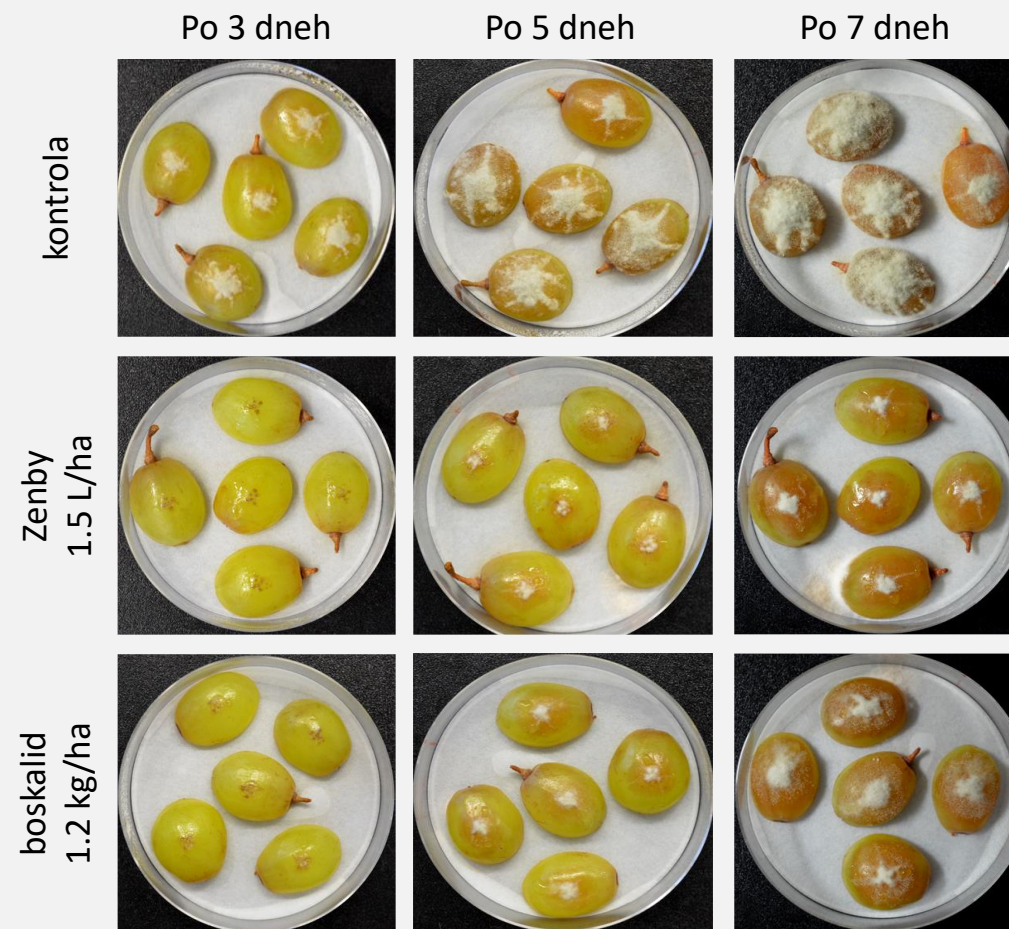 Po 3 dneh
Po 5 dneh
Po 7 dneh
kontrola
Zenby
1.5 L/ha
boskalid
1.2 kg/ha